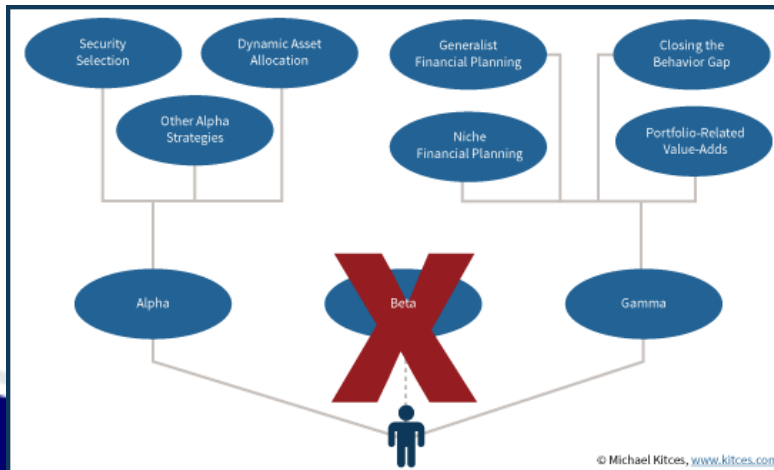 Security
Selection
Dynamic Asset
Allocation
Other Alpha
Strategies
Generalist
Financial Planning
Closing the
Behavior Gap
Niche
Financial Planning
Portfolio-Related
Value-Adds
Alpha
Beta
Gamma
© Michael Kitces, www.kitces.com